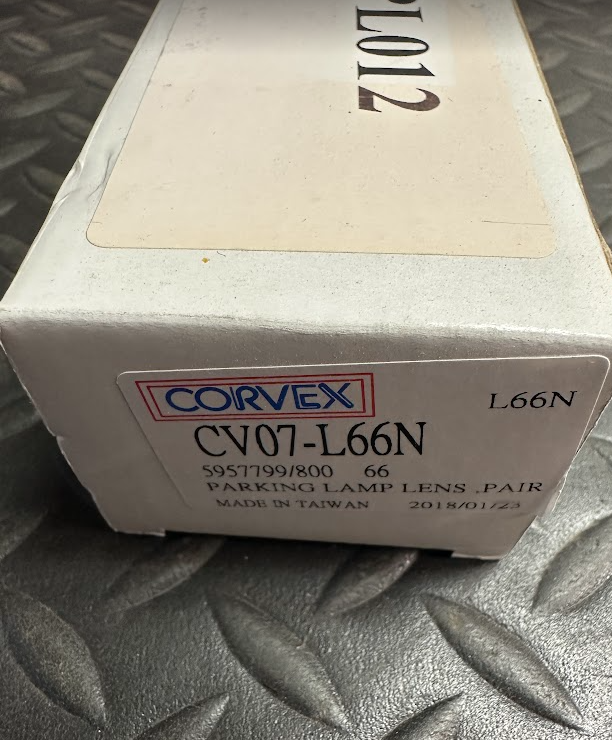 PL012
CORVEX
L66N
CV07-L66N
5957799/800 66
PARKING LAMP LENS ,PAIR
MADE IN TAIWAN 2018/01/23